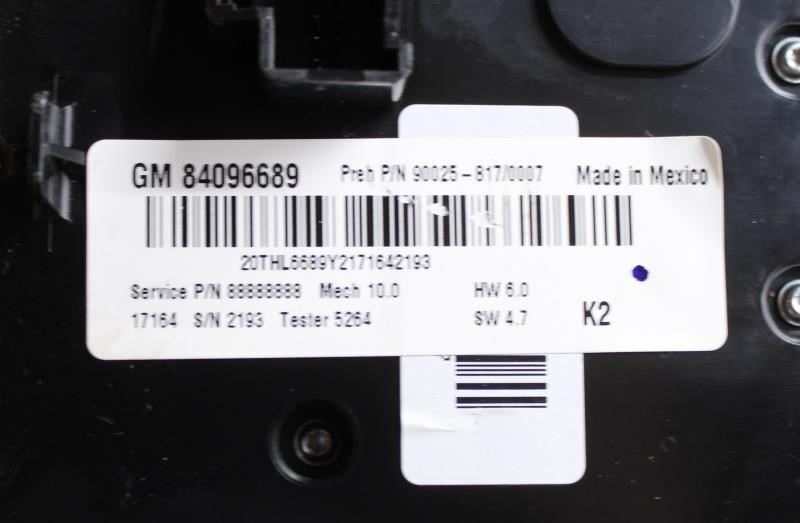 GM 84096689 Preh P/N 90025-817/0007 Made in Mexico
20THL6689Y2171642193
Service P/N 88888888 Mech 10.0 HW 6.0
17164 S/N 2193 Tester 5264 SW 4.7 K2